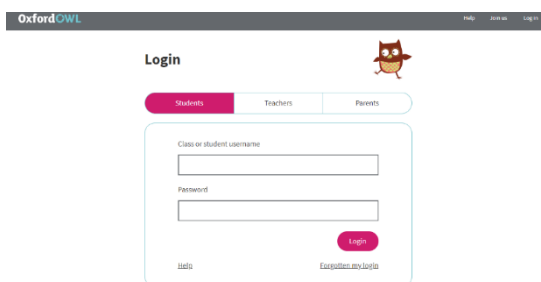 OxfordOWL
Help Join us Log in
Login
Students Teachers Parents
Class or student username
Password
Login
Help Forgotten my login